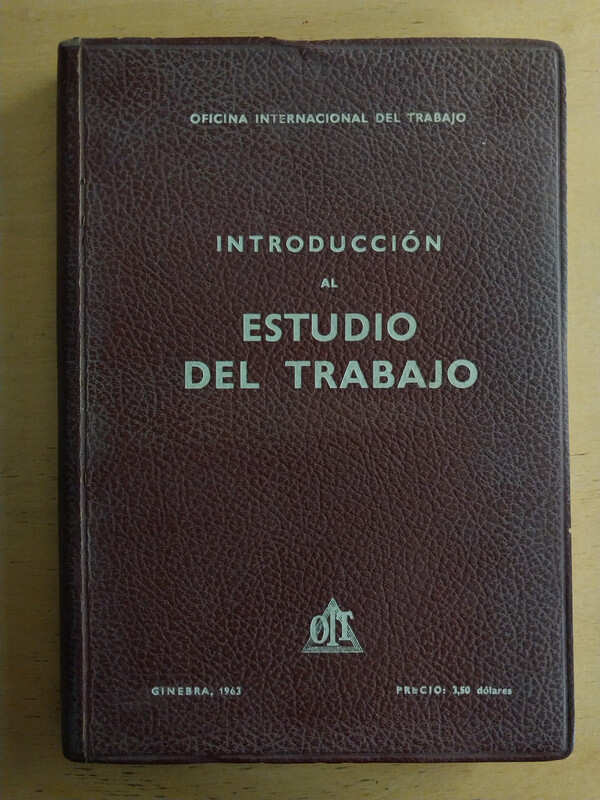 OFICINA INTERNACIONAL DEL TRABAJO
INTRODUCCIÓN
AL
ESTUDIO
DEL TRABAJO
OIT
GINEBRA, 1963
PRECIO: 3,50 dólares